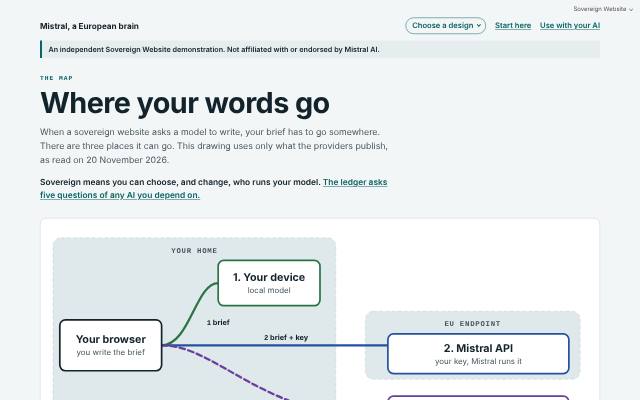 Sovereign Website
Mistral, a European brain
Choose a design
Start here
Use with your AI
An independent Sovereign Website demonstration. Not affiliated with or endorsed by Mistral AI.
THE MAP
Where your words go
When a sovereign website asks a model to write, your brief has to go somewhere.
There are three places it can go. This drawing uses only what the providers publish,
as read on 20 November 2026.
Sovereign means you can choose, and change, who runs your model. The ledger asks
five questions of any AI you depend on.
YOUR HOME
1. Your device
local model
1 brief
2 brief + key
Your browser
you write the brief
EU ENDPOINT
2. Mistral API
your key, Mistral runs it